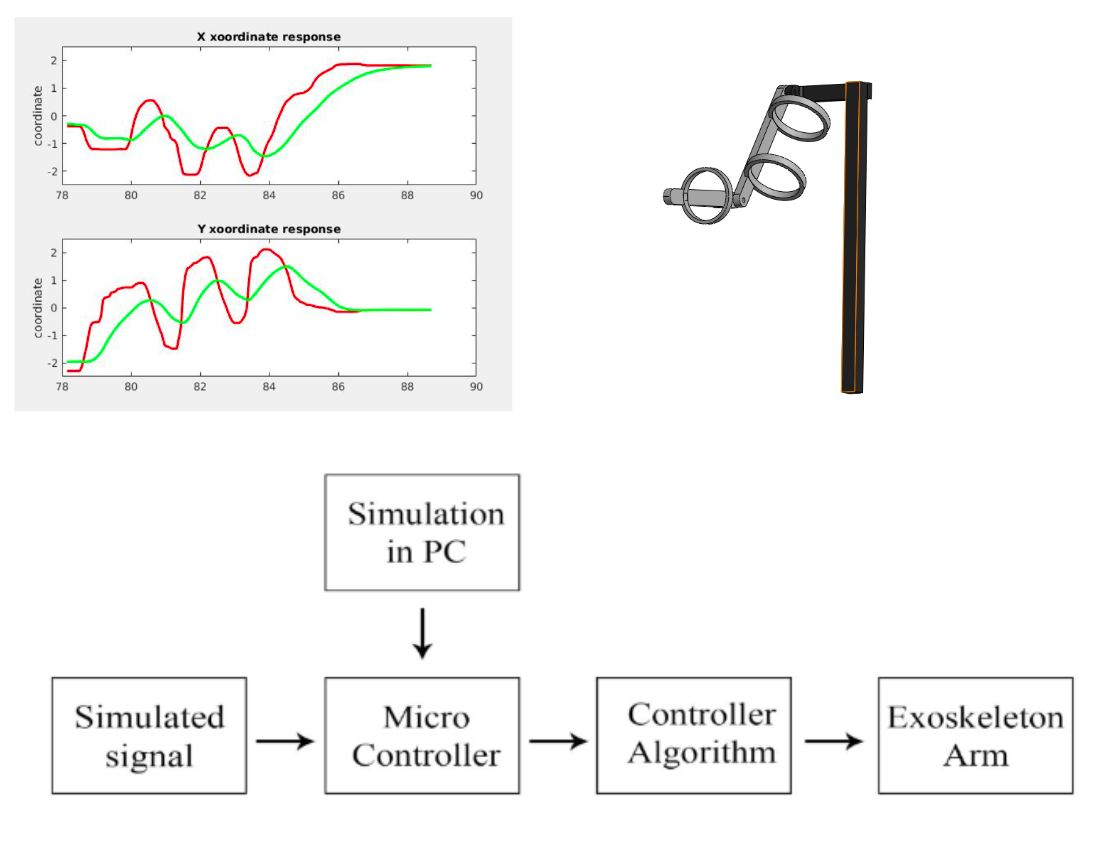 X xoordinate response
coordinate
2
1
0
-1
-2
78
80
82
84
86
88
90
Y xoordinate response
coordinate
2
1
0
-1
-2
78
80
82
84
86
88
90
Simulation
in PC
Simulated
signal
Micro
Controller
Controller
Algorithm
Exoskeleton
Arm